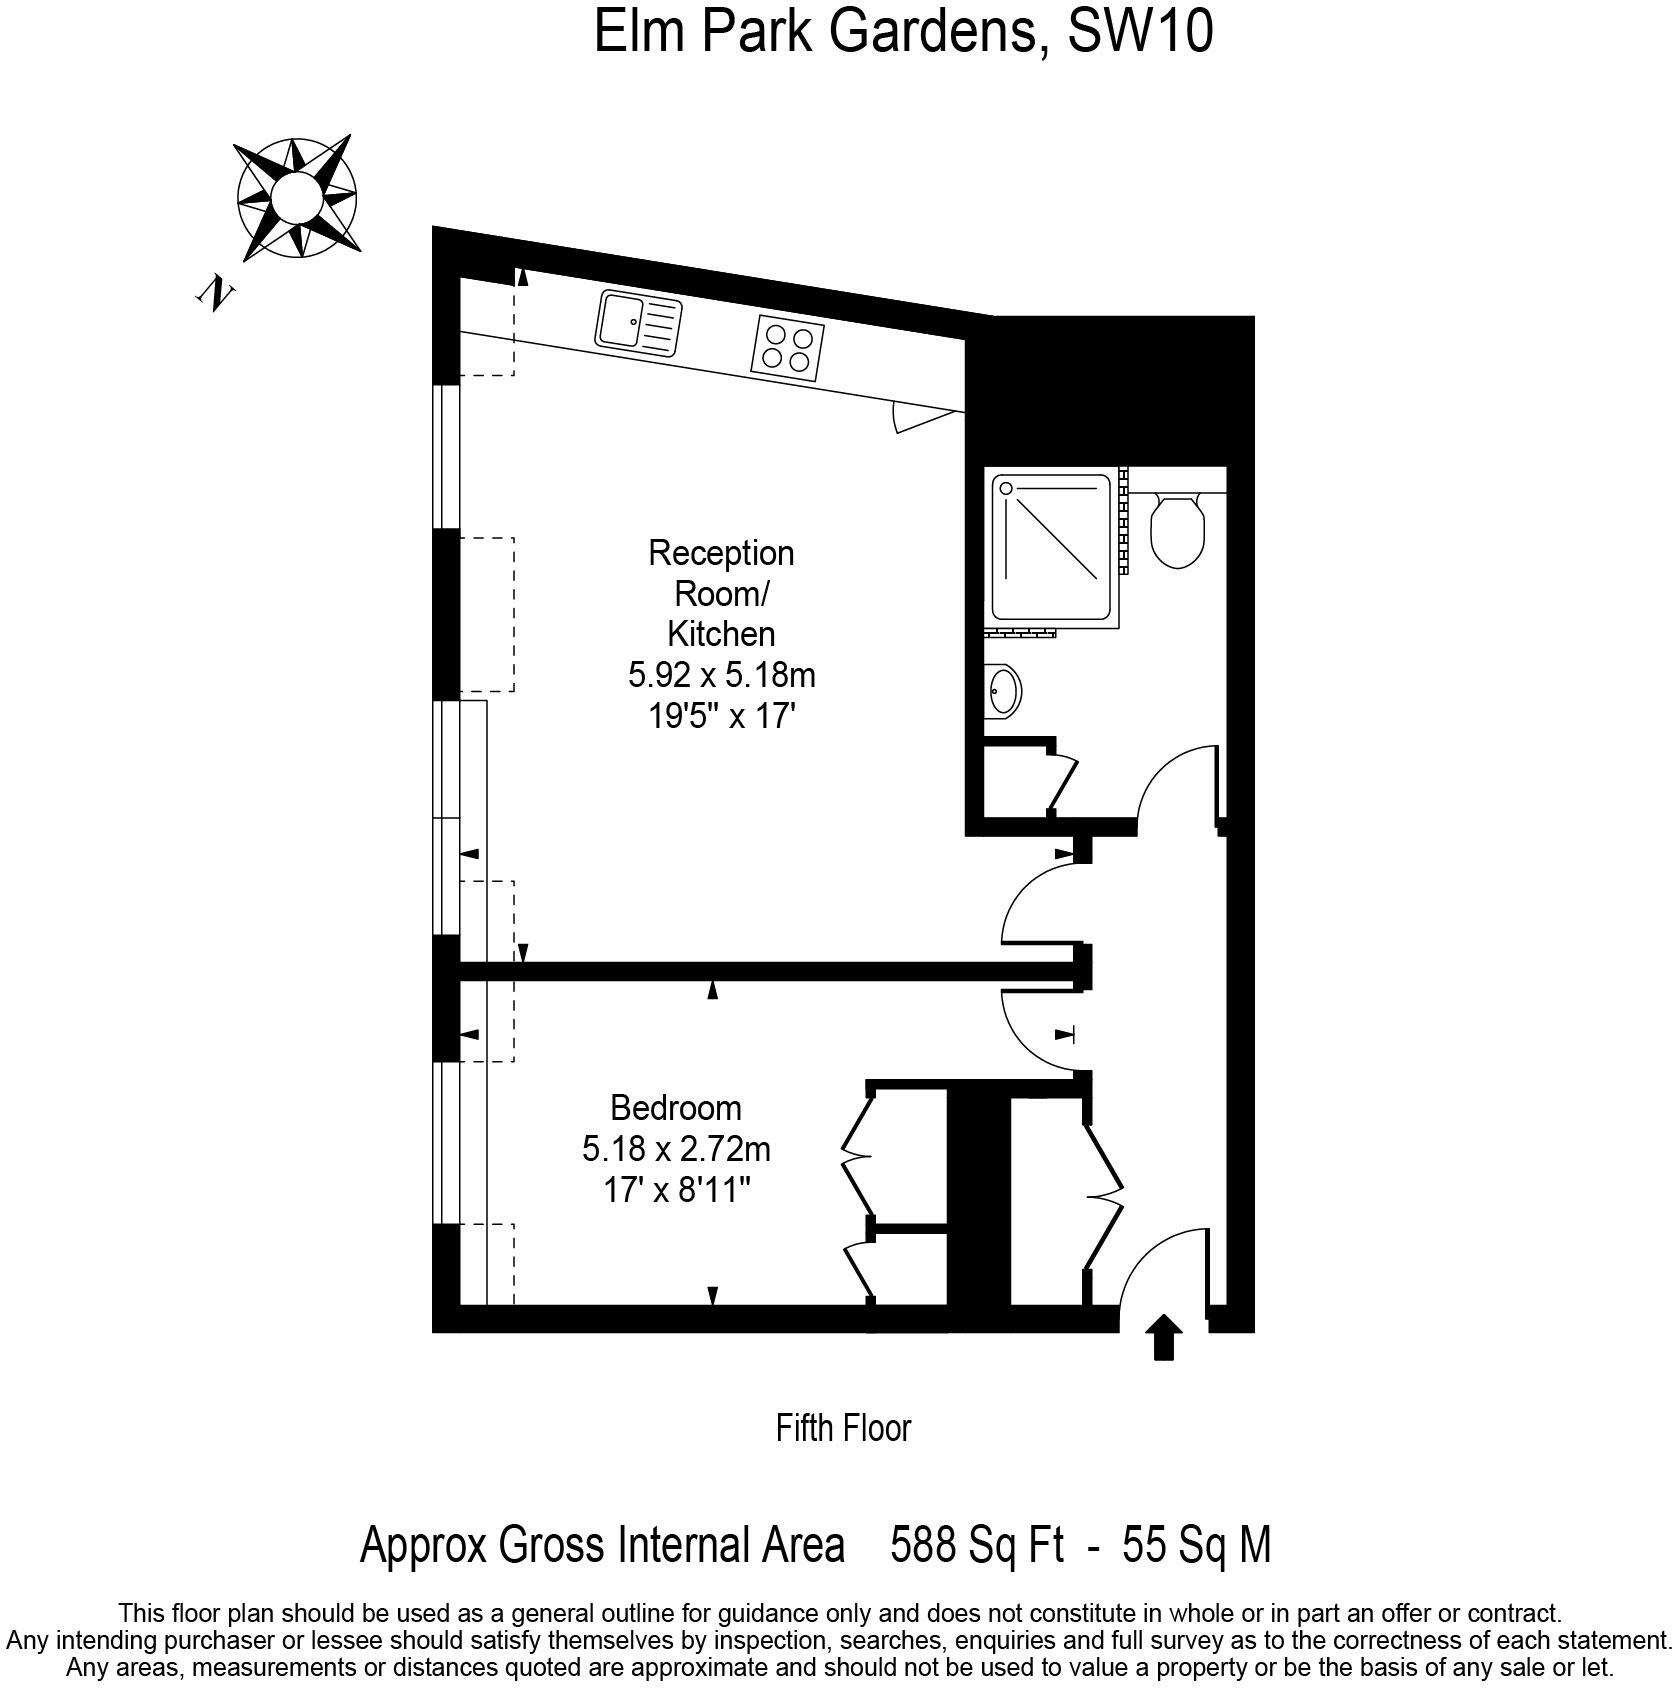 Elm Park Gardens, SW10
N
Reception
Room/
Kitchen
5.92 x 5.18m
19'5" x 17'
Bedroom
5.18 x 2.72m
17' x 8'11"
Fifth Floor
Approx Gross Internal Area 588 Sq Ft - 55 Sq M
This floor plan should be used as a general outline for guidance only and does not constitute in whole or in part an offer or contract.
Any intending purchaser or lessee should satisfy themselves by inspection, searches, enquiries and full survey as to the correctness of each statement.
Any areas, measurements or distances quoted are approximate and should not be used to value a property or be the basis of any sale or let.